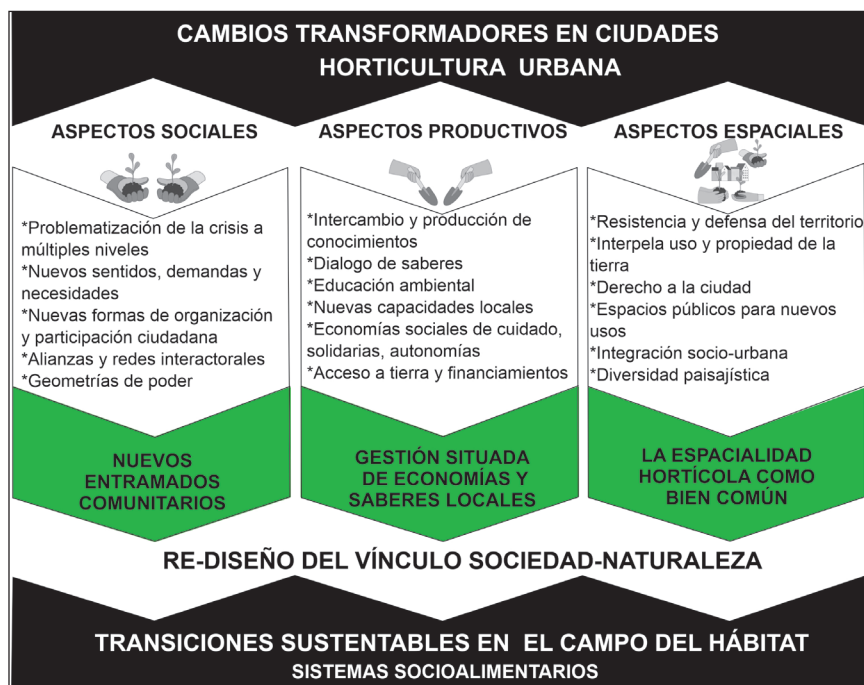 CAMBIOS TRANSFORMADORES EN CIUDADES
HORTICULTURA URBANA
ASPECTOS SOCIALES
*Problematización de la crisis a
múltiples niveles
*Nuevos sentidos, demandas y
necesidades
*Nuevas formas de organización
y participación ciudadana
*Alianzas y redes interactorales
*Geometrías de poder
NUEVOS
ENTRAMADOS
COMUNITARIOS
ASPECTOS PRODUCTIVOS
*Intercambio y producción de
conocimientos
*Dialogo de saberes
*Educación ambiental
*Nuevas capacidades locales
*Economías sociales de cuidado,
solidarias, autonomías
*Acceso a tierra y financiamientos
GESTIÓN SITUADA
DE ECONOMÍAS Y
SABERES LOCALES
ASPECTOS ESPACIALES
*Resistencia y defensa del territorio
*Interpela uso y propiedad de la
tierra
*Derecho a la ciudad
*Espacios públicos para nuevos
usos
*Integración socio-urbana
*Diversidad paisajística
LA ESPACIALIDAD
HORTÍCOLA COMO
BIEN COMÚN
RE-DISEÑO DEL VÍNCULO SOCIEDAD-NATURALEZA
TRANSICIONES SUSTENTABLES EN EL CAMPO DEL HÁBITAT
SISTEMAS SOCIOALIMENTARIOS